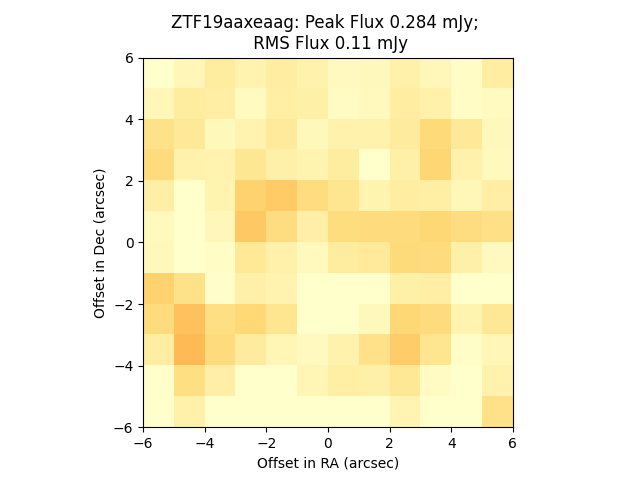 ZTF19aaxeaag: Peak Flux 0.284 mJy;
RMS Flux 0.11 mJy
6
4
2
0
−2
−4
−6
Offset in Dec (arcsec)
−6 −4 −2 0 2 4 6
Offset in RA (arcsec)